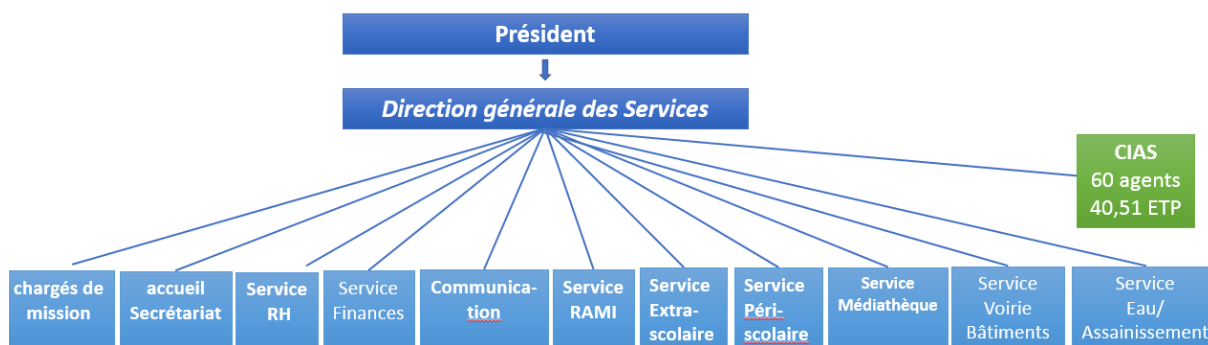 Président
Direction générale des Services
CIAS
60 agents
40,51 ETP
chargés de
mission
accueil
Secrétariat
Service
RH
Service
Finances
Communica-
tion
Service
RAMI
Service
Extra-
scolaire
Service
Péri-
scolaire
Service
Médiathèque
Service
Voirie
Bâtiments
Service
Eau/
Assainissement